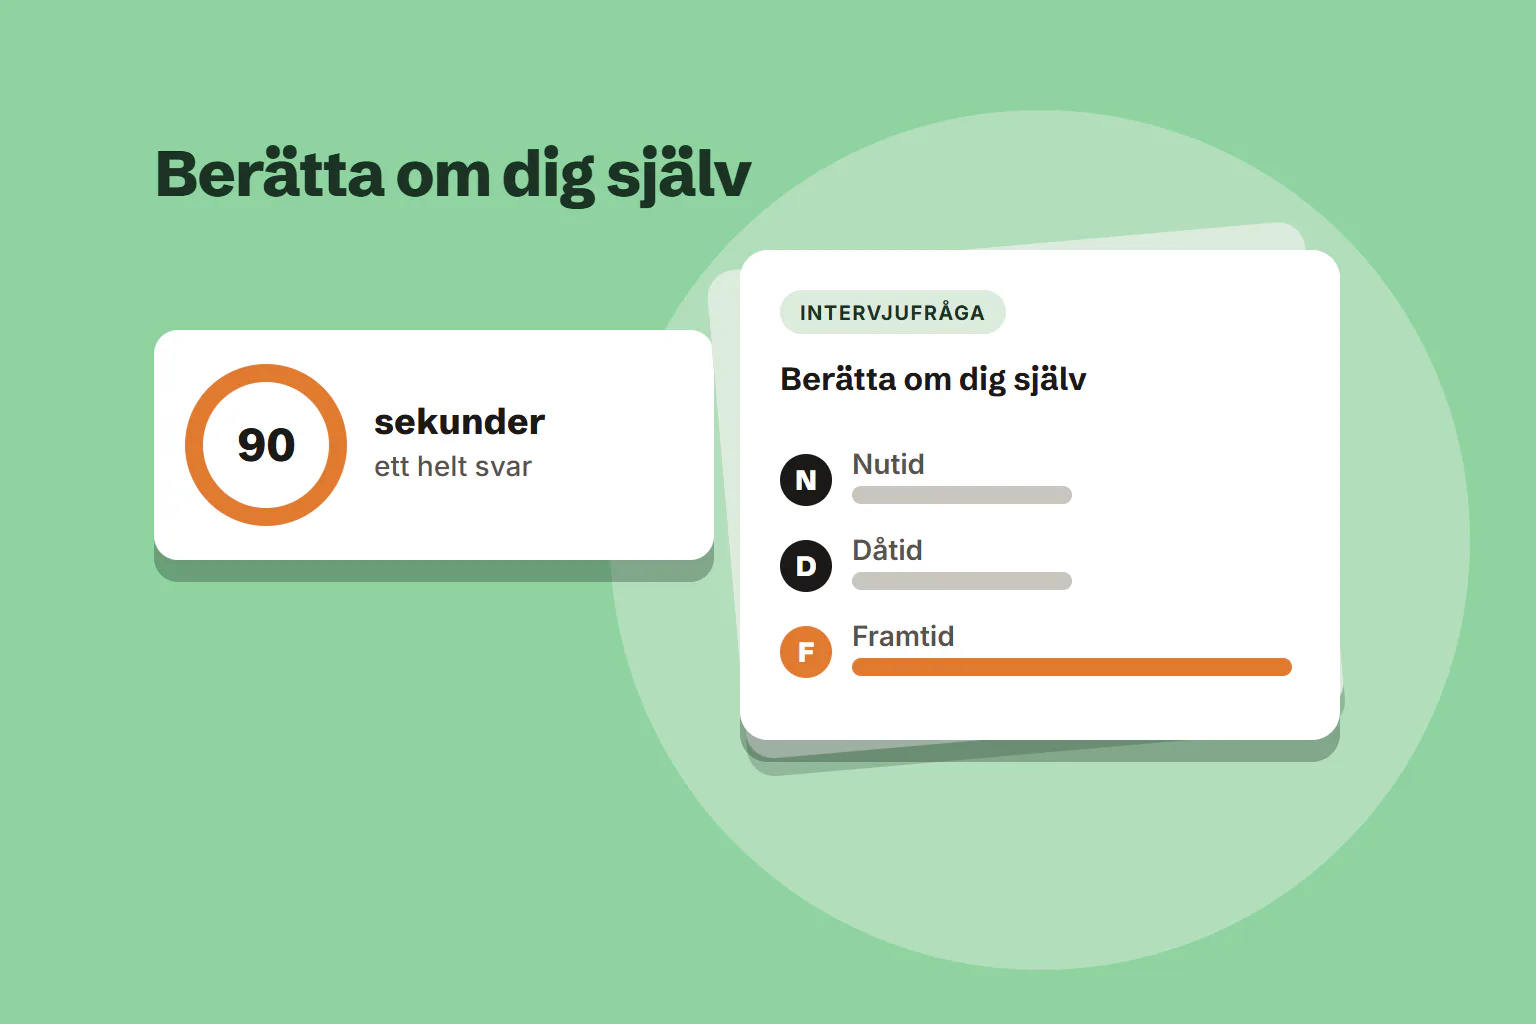 Berätta om dig själv
90
sekunder
ett helt svar
INTERVJUFRÅGA
Berätta om dig själv
N
Nutid
D
Dåtid
F
Framtid